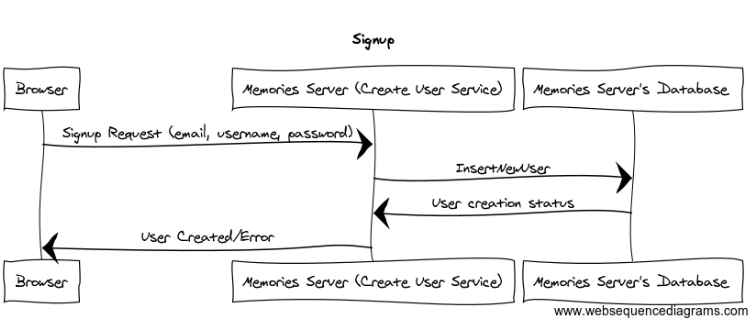 Signup
Browser
Memories Server (Create User Service)
Memories Server's Database
Signup Request (email, username, password)
InsertNewUser
User creation status
User Created/Error
Browser
Memories Server (Create User Service)
Memories Server's Database
www.websequencediagrams.com